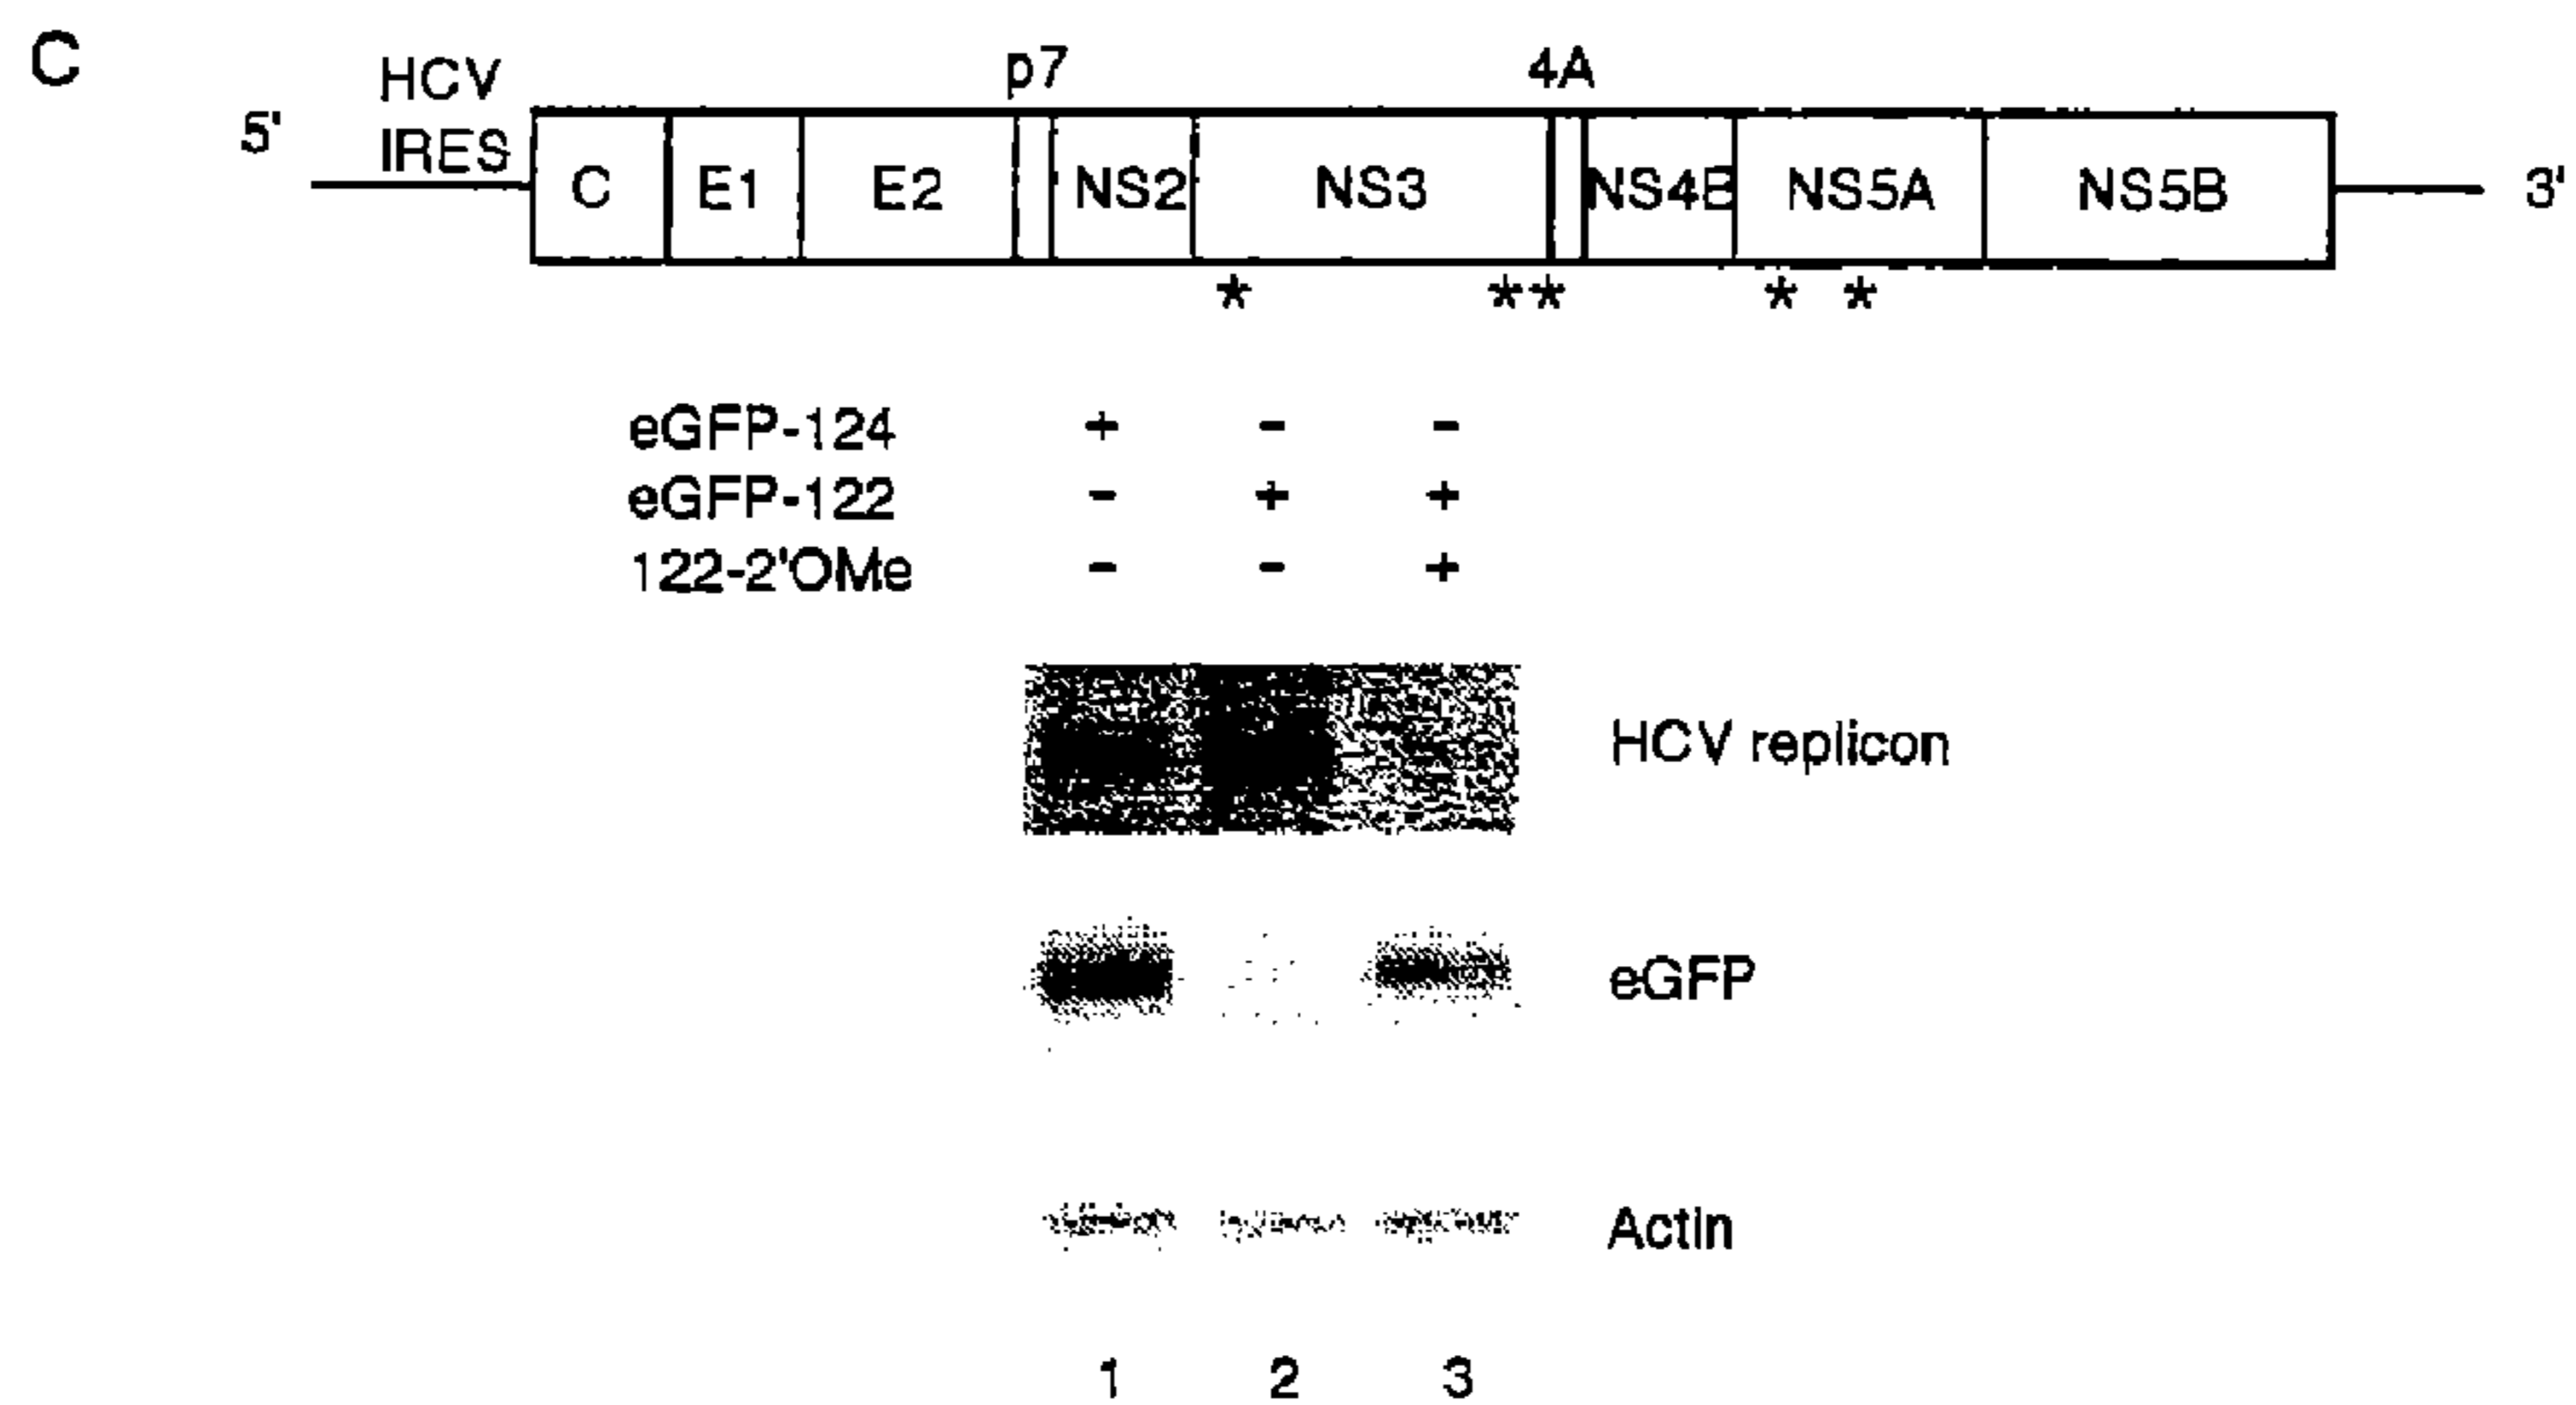 C
HCV
IRES
p7
4A
5'
C E1 E2 NS2 NS3 NS4B NS5A NS5B
3'
* ** * *
eGFP-124 + - -
eGFP-122 - + +
122-2'OMe - - +
HCV replicon
eGFP
Actin
1 2 3